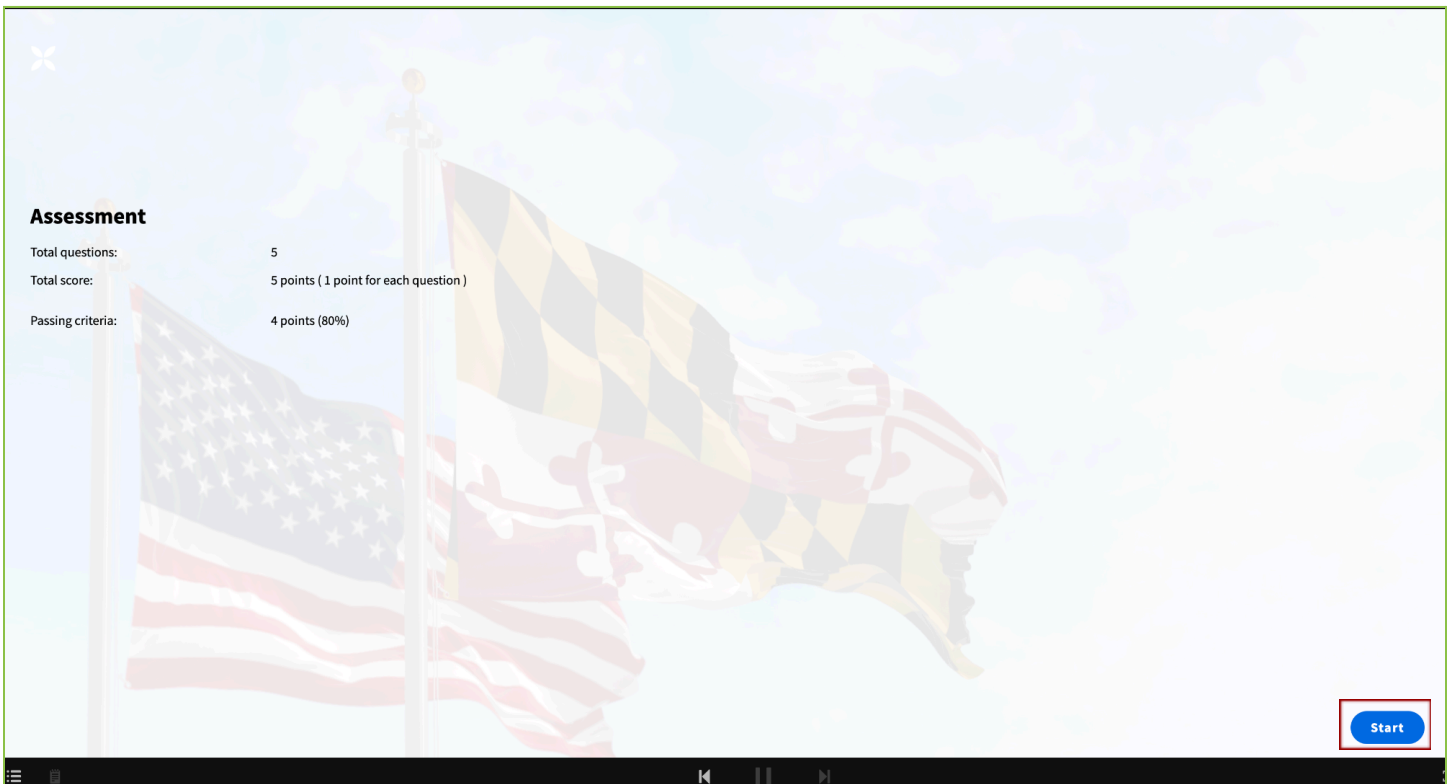 Assessment
Total questions: 5
Total score: 5 points ( 1 point for each question )
Passing criteria: 4 points (80%)
Start